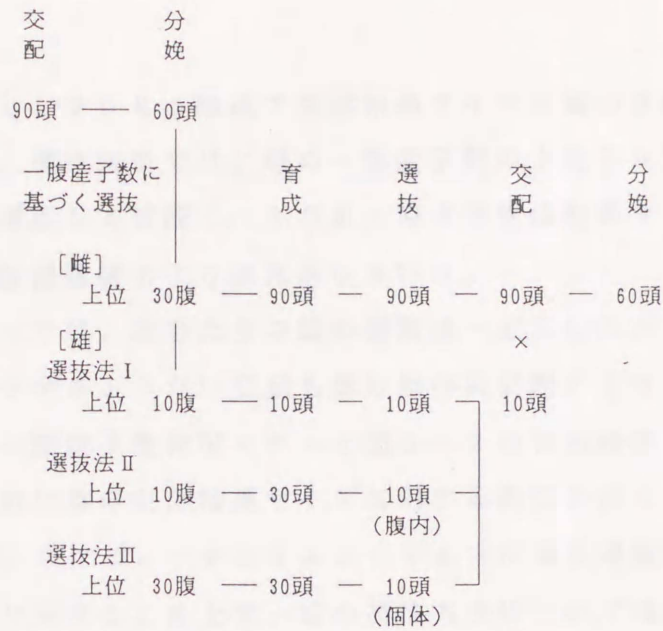 交配 分娩
90頭 60頭
一腹産子数に基づく選抜 育成 選抜 交配 分娩
[雌]
上位 30腹 90頭 90頭 90頭 60頭
[雄] ×
選抜法Ⅰ
上位 10腹 10頭 10頭 10頭
選抜法Ⅱ
上位 10腹 30頭 10頭
(腹内)
選抜法Ⅲ
上位 30腹 30頭 10頭
(個体)